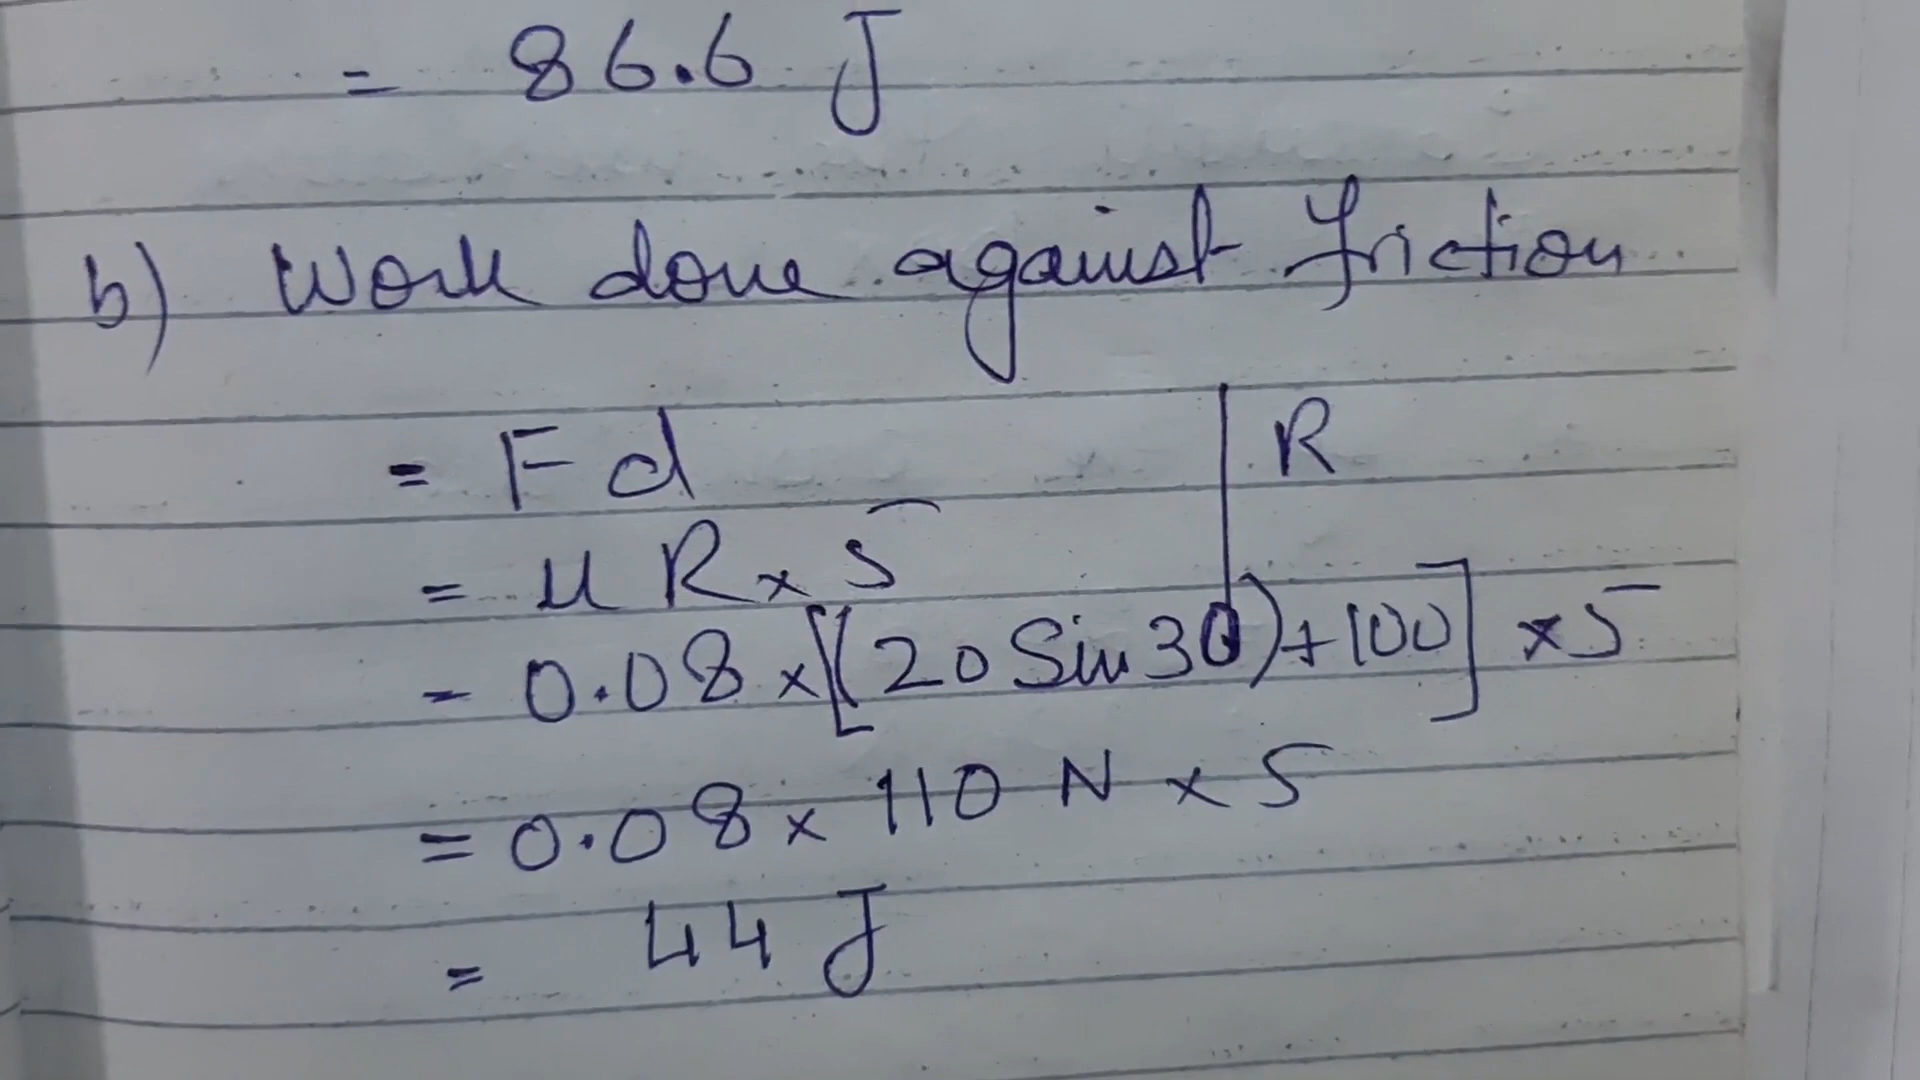 = 86.6 J
b) Work done against friction
= Fd
R
= μ R x 5
= 0.08 x [(20 Sin 30) + 100] x 5
= 0.08 x 110 N x 5
= 44 J